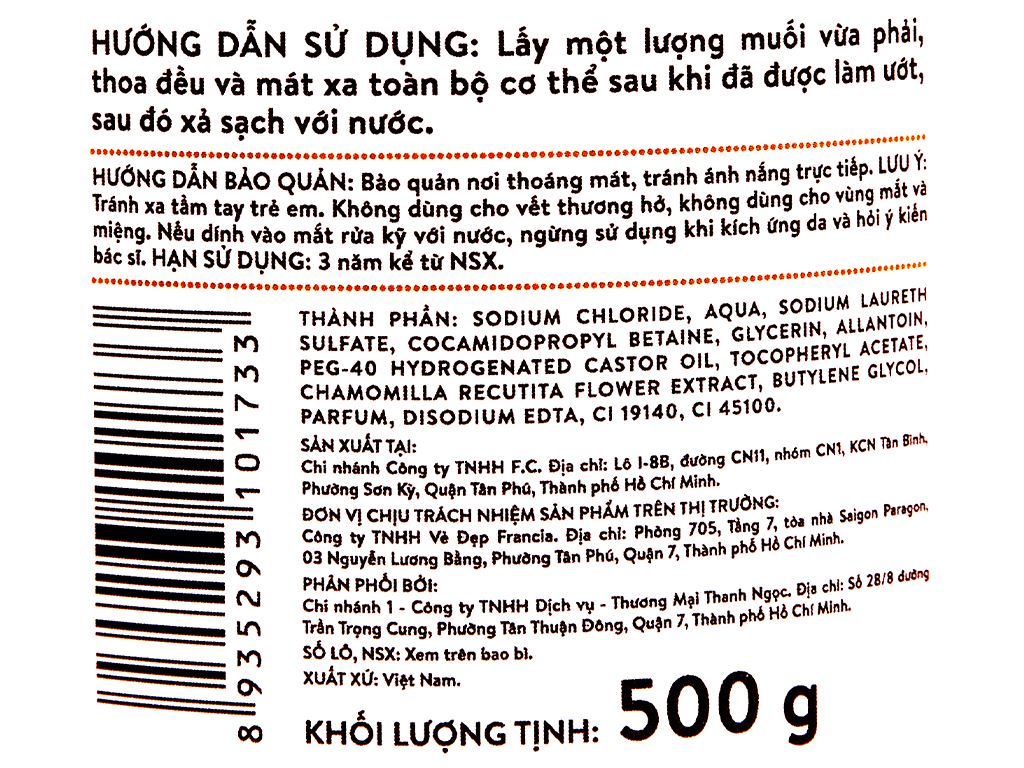 HƯỚNG DẪN SỬ DỤNG: Lấy một lượng muối vừa phải,
thoa đều và mát xa toàn bộ cơ thể sau khi đã được làm ướt,
sau đó xả sạch với nước.
HƯỚNG DẪN BẢO QUẢN: Bảo quản nơi thoáng mát, tránh ánh nắng trực tiếp. LƯU Ý:
Tránh xa tầm tay trẻ em. Không dùng cho vết thương hở, không dùng cho vùng mắt và
miệng. Nếu dính vào mắt rửa kỹ với nước, ngừng sử dụng khi kích ứng da và hỏi ý kiến
bác sĩ. HẠN SỬ DỤNG: 3 năm kể từ NSX.
THÀNH PHẦN: SODIUM CHLORIDE, AQUA, SODIUM LAURETH
SULFATE, COCAMIDOPROPYL BETAINE, GLYCERIN, ALLANTOIN,
PEG-40 HYDROGENATED CASTOR OIL, TOCOPHERYL ACETATE,
CHAMOMILLA RECUTITA FLOWER EXTRACT, BUTYLENE GLYCOL,
PARFUM, DISODIUM EDTA, CI 19140, CI 45100.
SẢN XUẤT TẠI:
Chi nhánh Công ty TNHH F.C. Địa chỉ: Lô I-8B, đường CN11, nhóm CN1, KCN Tân Bình,
Phường Sơn Kỳ, Quận Tân Phú, Thành phố Hồ Chí Minh.
ĐƠN VỊ CHỊU TRÁCH NHIỆM SẢN PHẨM TRÊN THỊ TRƯỜNG:
Công ty TNHH Vẻ Đẹp Francia. Địa chỉ: Phòng 705, Tầng 7, tòa nhà Saigon Paragon,
03 Nguyễn Lương Bằng, Phường Tân Phú, Quận 7, Thành phố Hồ Chí Minh.
PHÂN PHỐI BỞI:
Chi nhánh 1 - Công ty TNHH Dịch vụ - Thương Mại Thanh Ngọc. Địa chỉ: Số 28/8 đường
Trần Trọng Cung, Phường Tân Thuận Đông, Quận 7, Thành phố Hồ Chí Minh.
SỐ LÔ, NSX: Xem trên bao bì.
XUẤT XỨ: Việt Nam.
KHỐI LƯỢNG TỊNH: 500 g
8 935293 101733